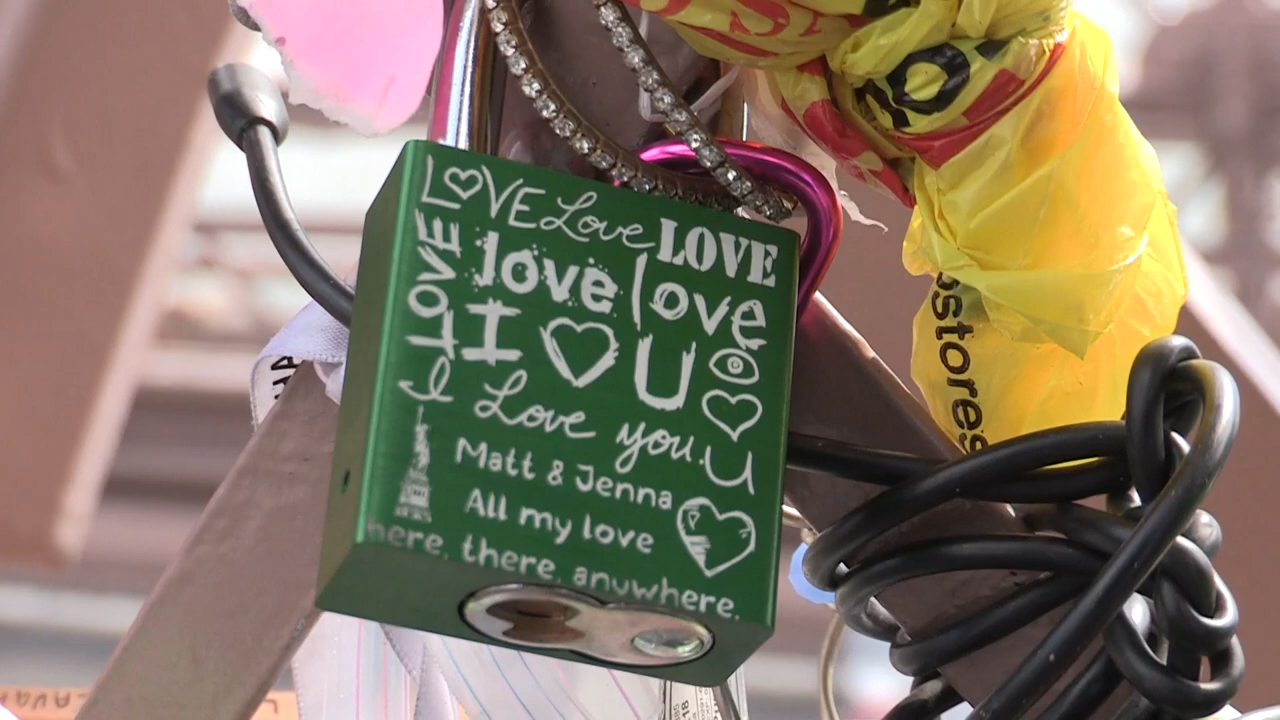 LOVE Love LOVE
LOVE
love love
I U
Love you.
U
Matt & Jenna
All my love
here, there, anywhere.
stores